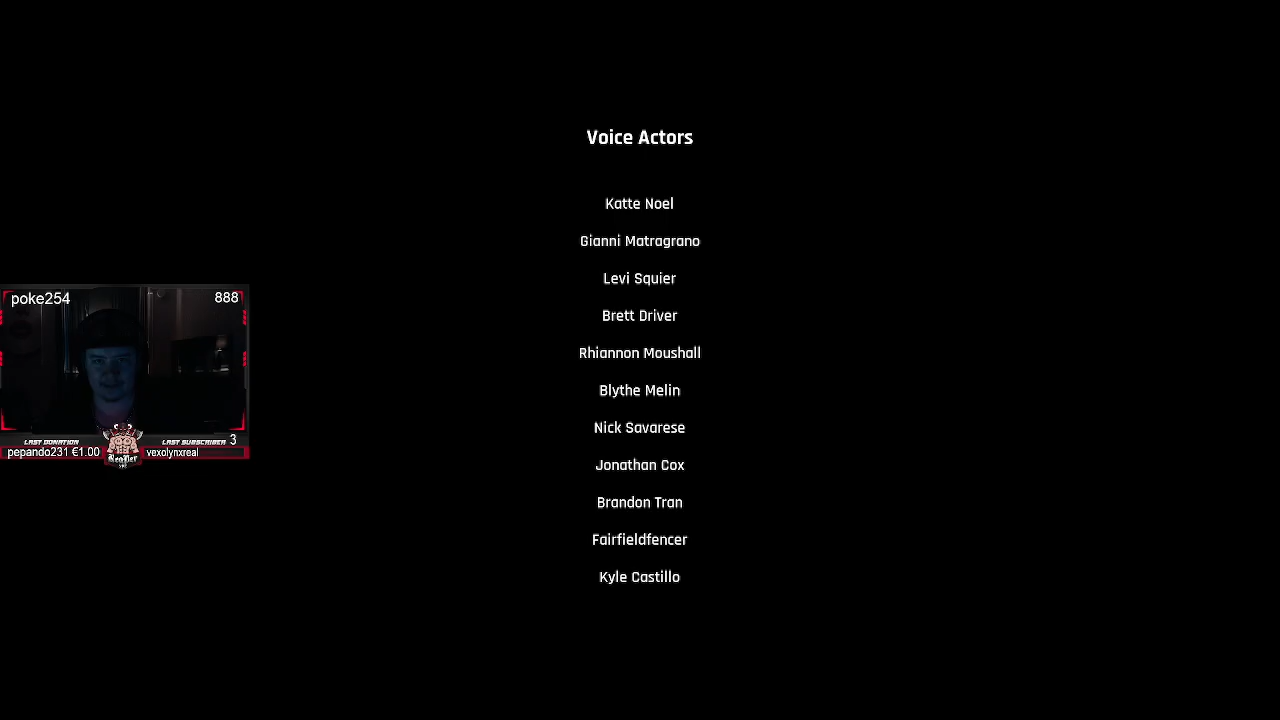 Voice Actors
Katte Noel
Gianni Matragrano
Levi Squier
Brett Driver
Rhiannon Moushall
Blythe Melin
Nick Savarese
Jonathan Cox
Brandon Tran
Fairfieldfencer
Kyle Castillo
poke254 888
LAST DONATION LAST SUBSCRIBER 3
pepando231 €1.00 vexolynxreal